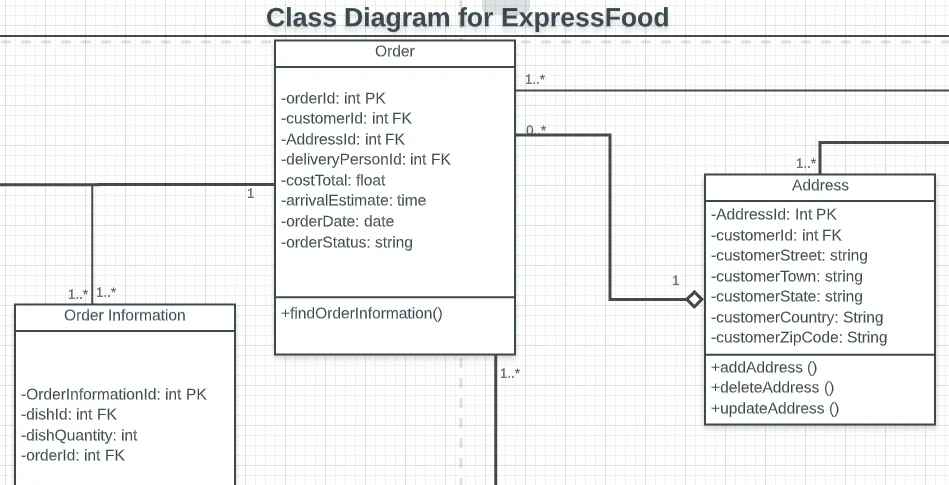 Class Diagram for ExpressFood
Order
-orderId: int PK
-customerId: int FK
-AddressId: int FK
-deliveryPersonId: int FK
-costTotal: float
-arrivalEstimate: time
-orderDate: date
-orderStatus: string
+findOrderInformation()
1..*
0..*
1
1..*
1..*
1..*
Order Information
-OrderInformationId: int PK
-dishId: int FK
-dishQuantity: int
-orderId: int FK
1
1..*
Address
-AddressId: Int PK
-customerId: int FK
-customerStreet: string
-customerTown: string
-customerState: string
-customerCountry: String
-customerZipCode: String
+addAddress ()
+deleteAddress ()
+updateAddress ()